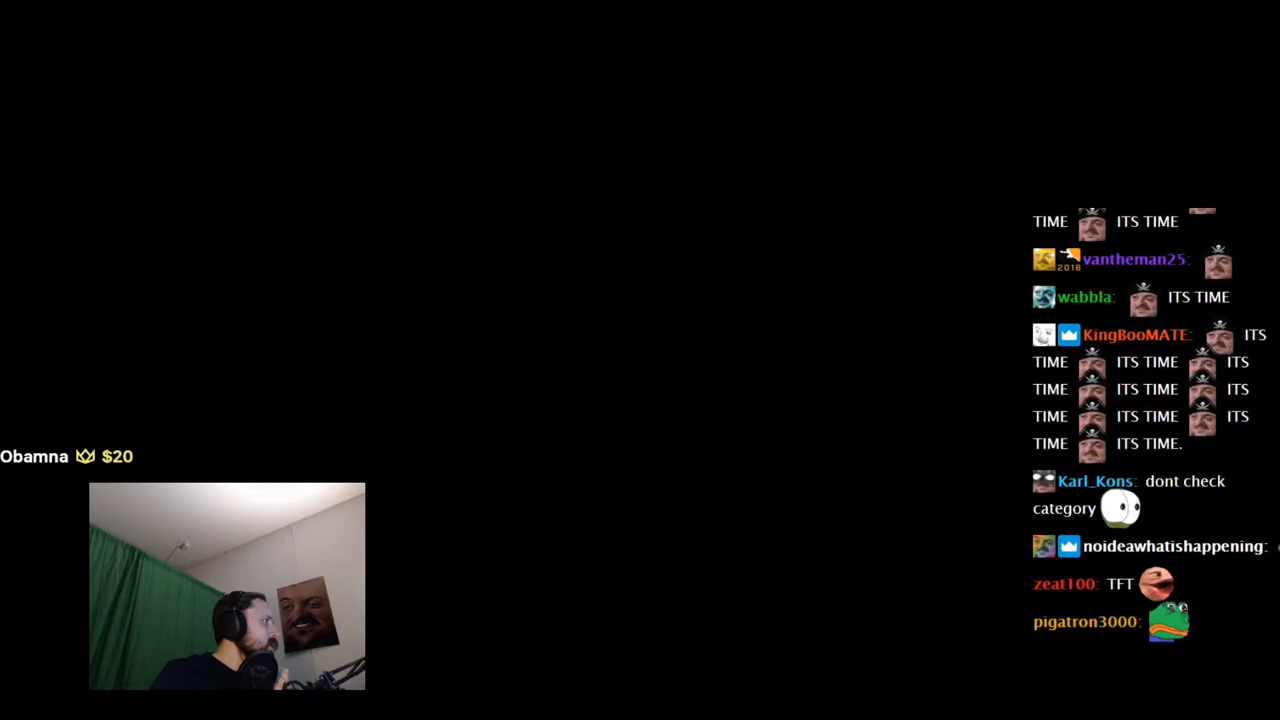 TIME ITS TIME
2016 vantheman25:
wabbla: ITS TIME
KingBooMATE: ITS
TIME ITS TIME ITS
TIME ITS TIME ITS
TIME ITS TIME ITS
TIME ITS TIME.
Obamna $20
Karl_Kons: dont check
category
noideawhatishappening:
zeat100: TFT
pigatron3000: